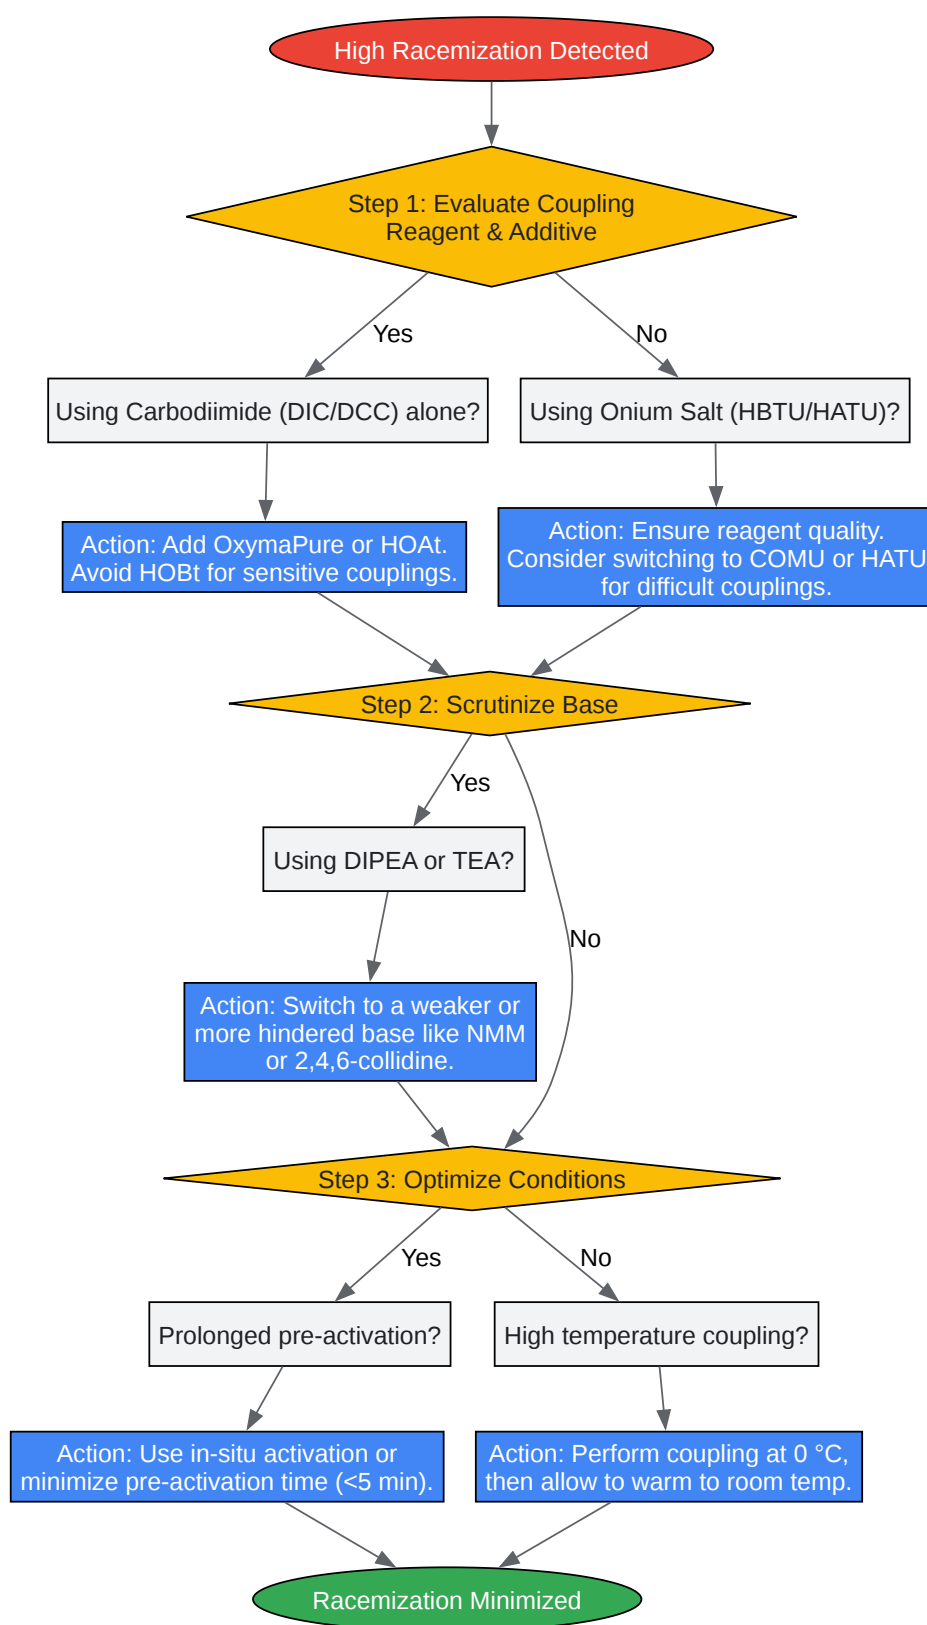 High Racemization Detected
Step 1: Evaluate Coupling
Reagent & Additive
Yes
No
Using Carbodiimide (DIC/DCC) alone?
Using Onium Salt (HBTU/HATU)?
Action: Add OxymaPure or HOAt.
Avoid HOBt for sensitive couplings.
Action: Ensure reagent quality.
Consider switching to COMU or HATU
for difficult couplings.
Step 2: Scrutinize Base
Yes
Using DIPEA or TEA?
No
Action: Switch to a weaker or
more hindered base like NMM
or 2,4,6-collidine.
Step 3: Optimize Conditions
Yes
No
Prolonged pre-activation?
High temperature coupling?
Action: Use in-situ activation or
minimize pre-activation time (<5 min).
Action: Perform coupling at 0 °C,
then allow to warm to room temp.
Racemization Minimized